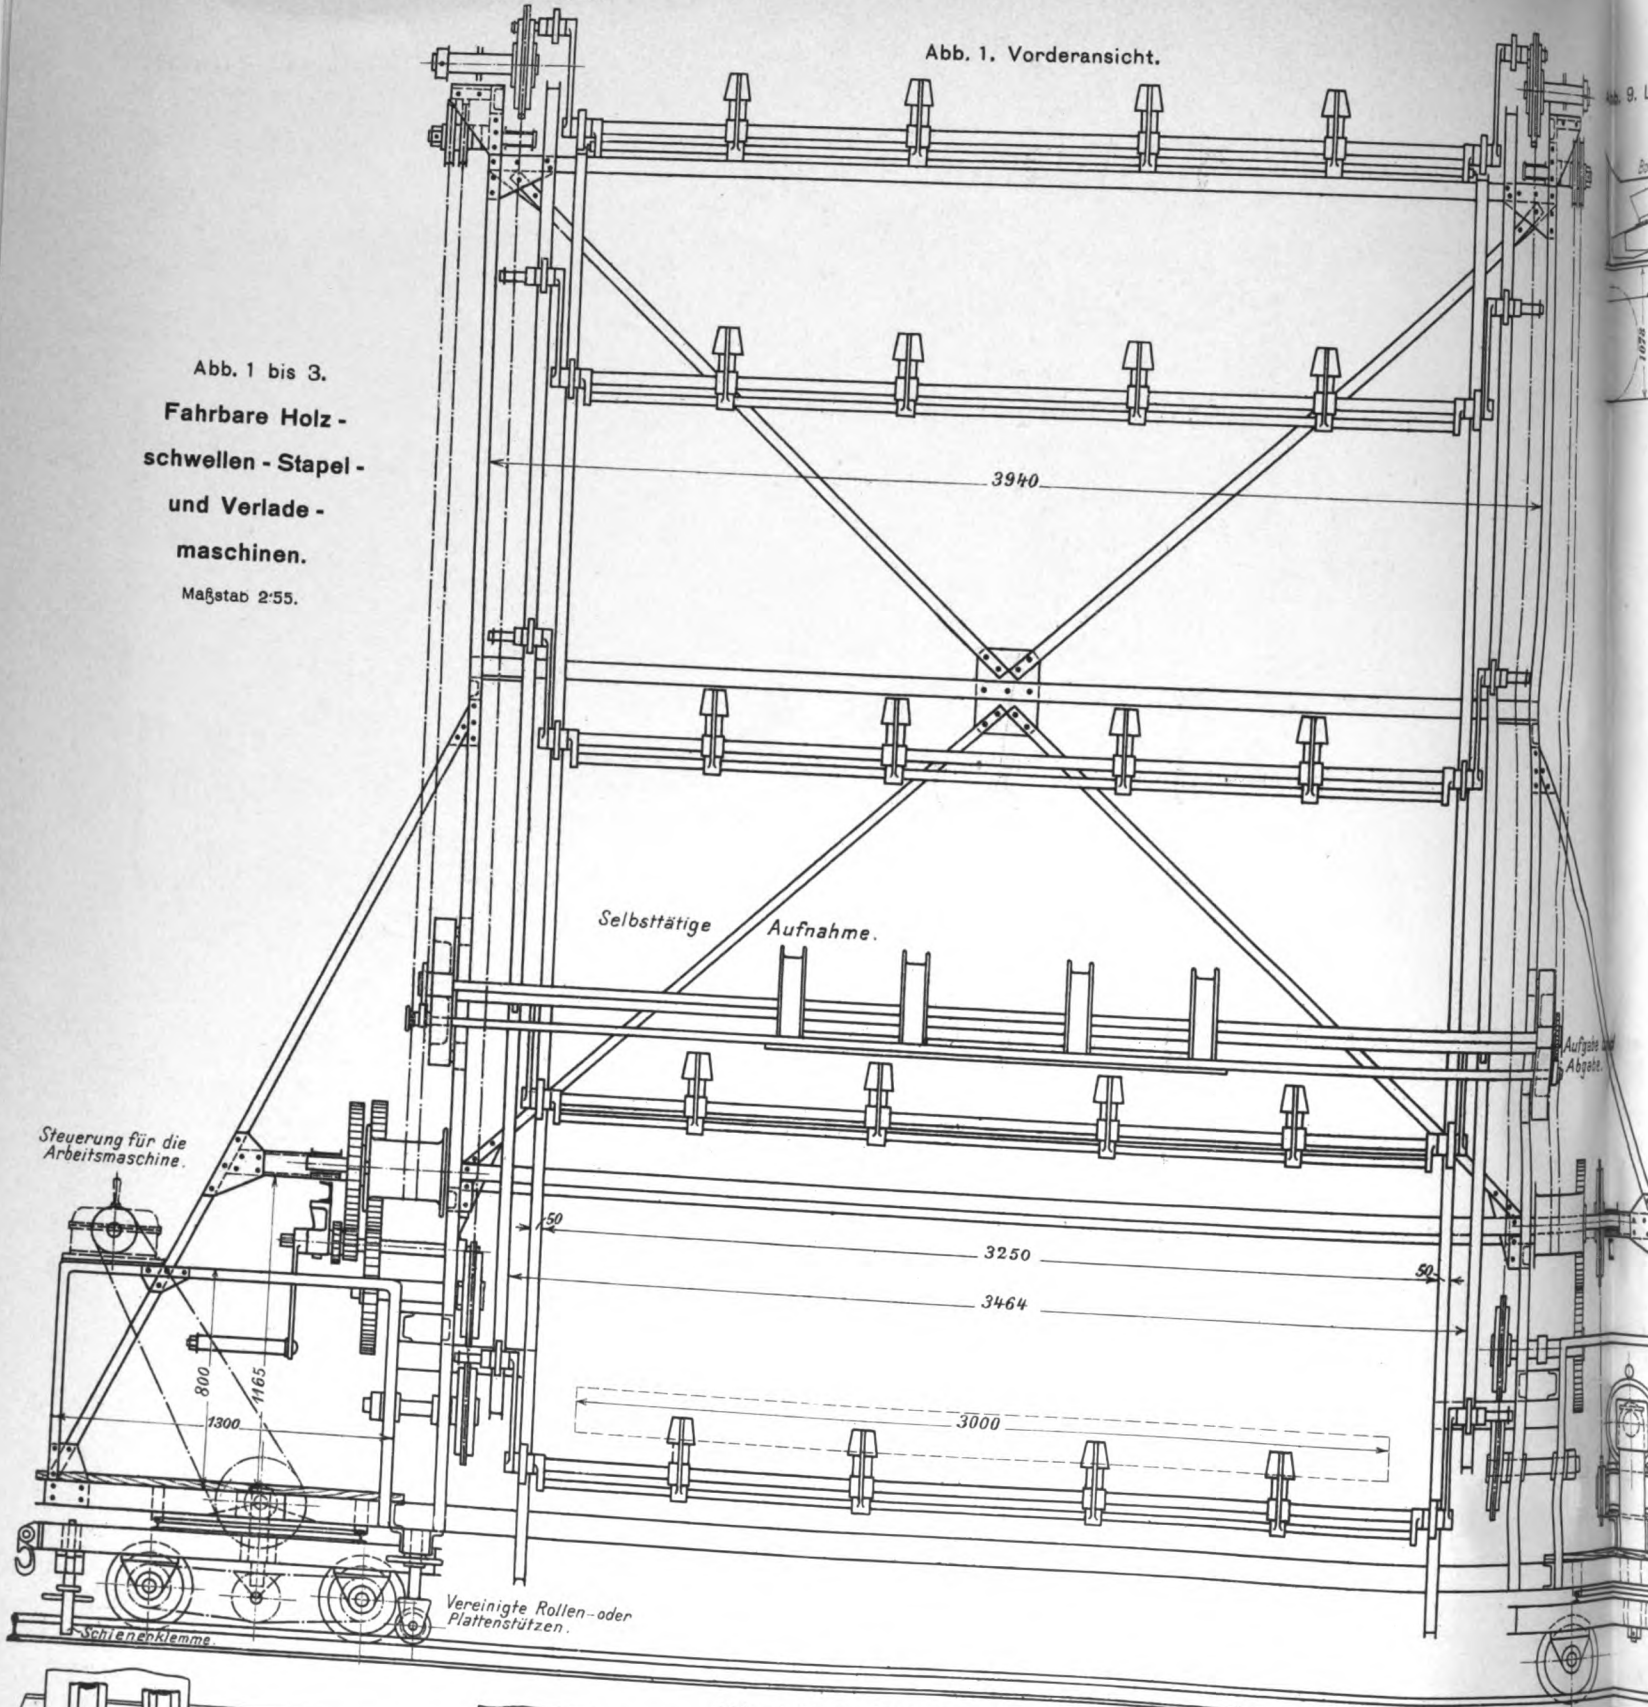 Abb. 1. Vorderansicht.
Abb. 1 bis 3.
Fahrbare Holz-
schwellen-Stapel-
und Verlade-
maschinen.
Maßstab 2:55.
9.
1078
3940
Selbsttätige Aufnahme.
Aufgabe
Abgabe.
Steuerung für die
Arbeitsmaschine.
50
3250
50
3464
800
1165
1300
3000
Vereinigte Rollen- oder
Plattenstützen.
Schienenklemme.